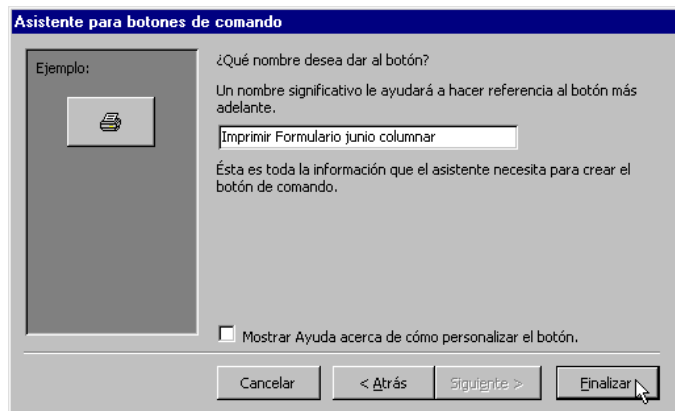 Asistente para botones de comando
Ejemplo:
¿Qué nombre desea dar al botón?
Un nombre significativo le ayudará a hacer referencia al botón más
adelante.
Imprimir Formulario junio columnar
Ésta es toda la información que el asistente necesita para crear el
botón de comando.
Mostrar Ayuda acerca de cómo personalizar el botón.
Cancelar
< Atrás
Siguiente >
Finalizar